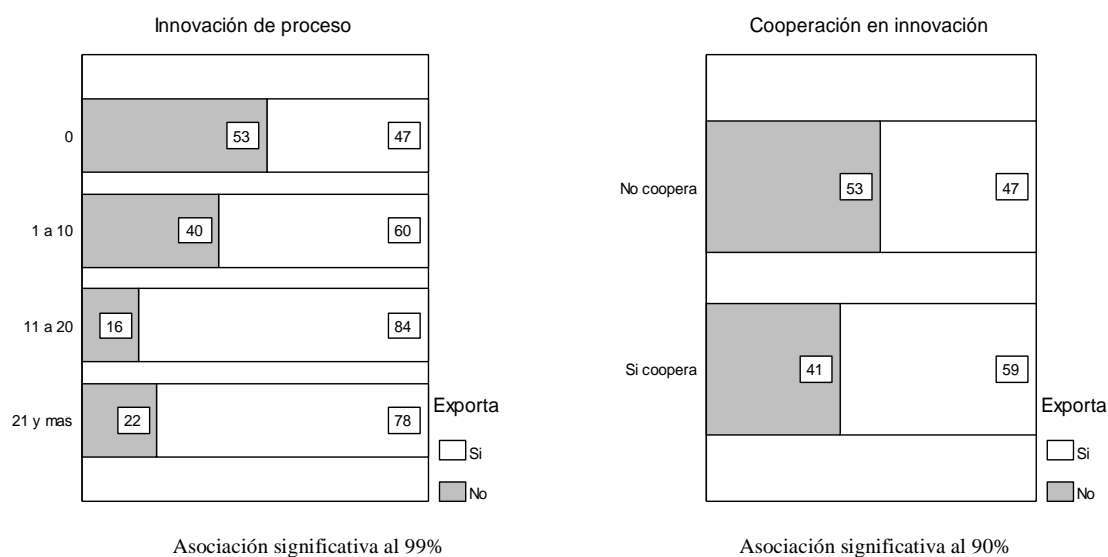 Innovación de proceso
0
53
47
1 a 10
40
60
11 a 20
16
84
21 y mas
22
78
Exporta
Si
No
Asociación significativa al 99%
Cooperación en innovación
No coopera
53
47
Si coopera
41
59
Exporta
Si
No
Asociación significativa al 90%